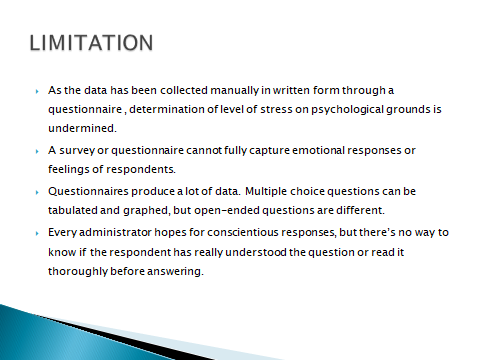 LIMITATION
As the data has been collected manually in written form through a
questionnaire , determination of level of stress on psychological grounds is
undermined.
A survey or questionnaire cannot fully capture emotional responses or
feelings of respondents.
Questionnaires produce a lot of data. Multiple choice questions can be
tabulated and graphed, but open-ended questions are different.
Every administrator hopes for conscientious responses, but there's no way to
know if the respondent has really understood the question or read it
thoroughly before answering.